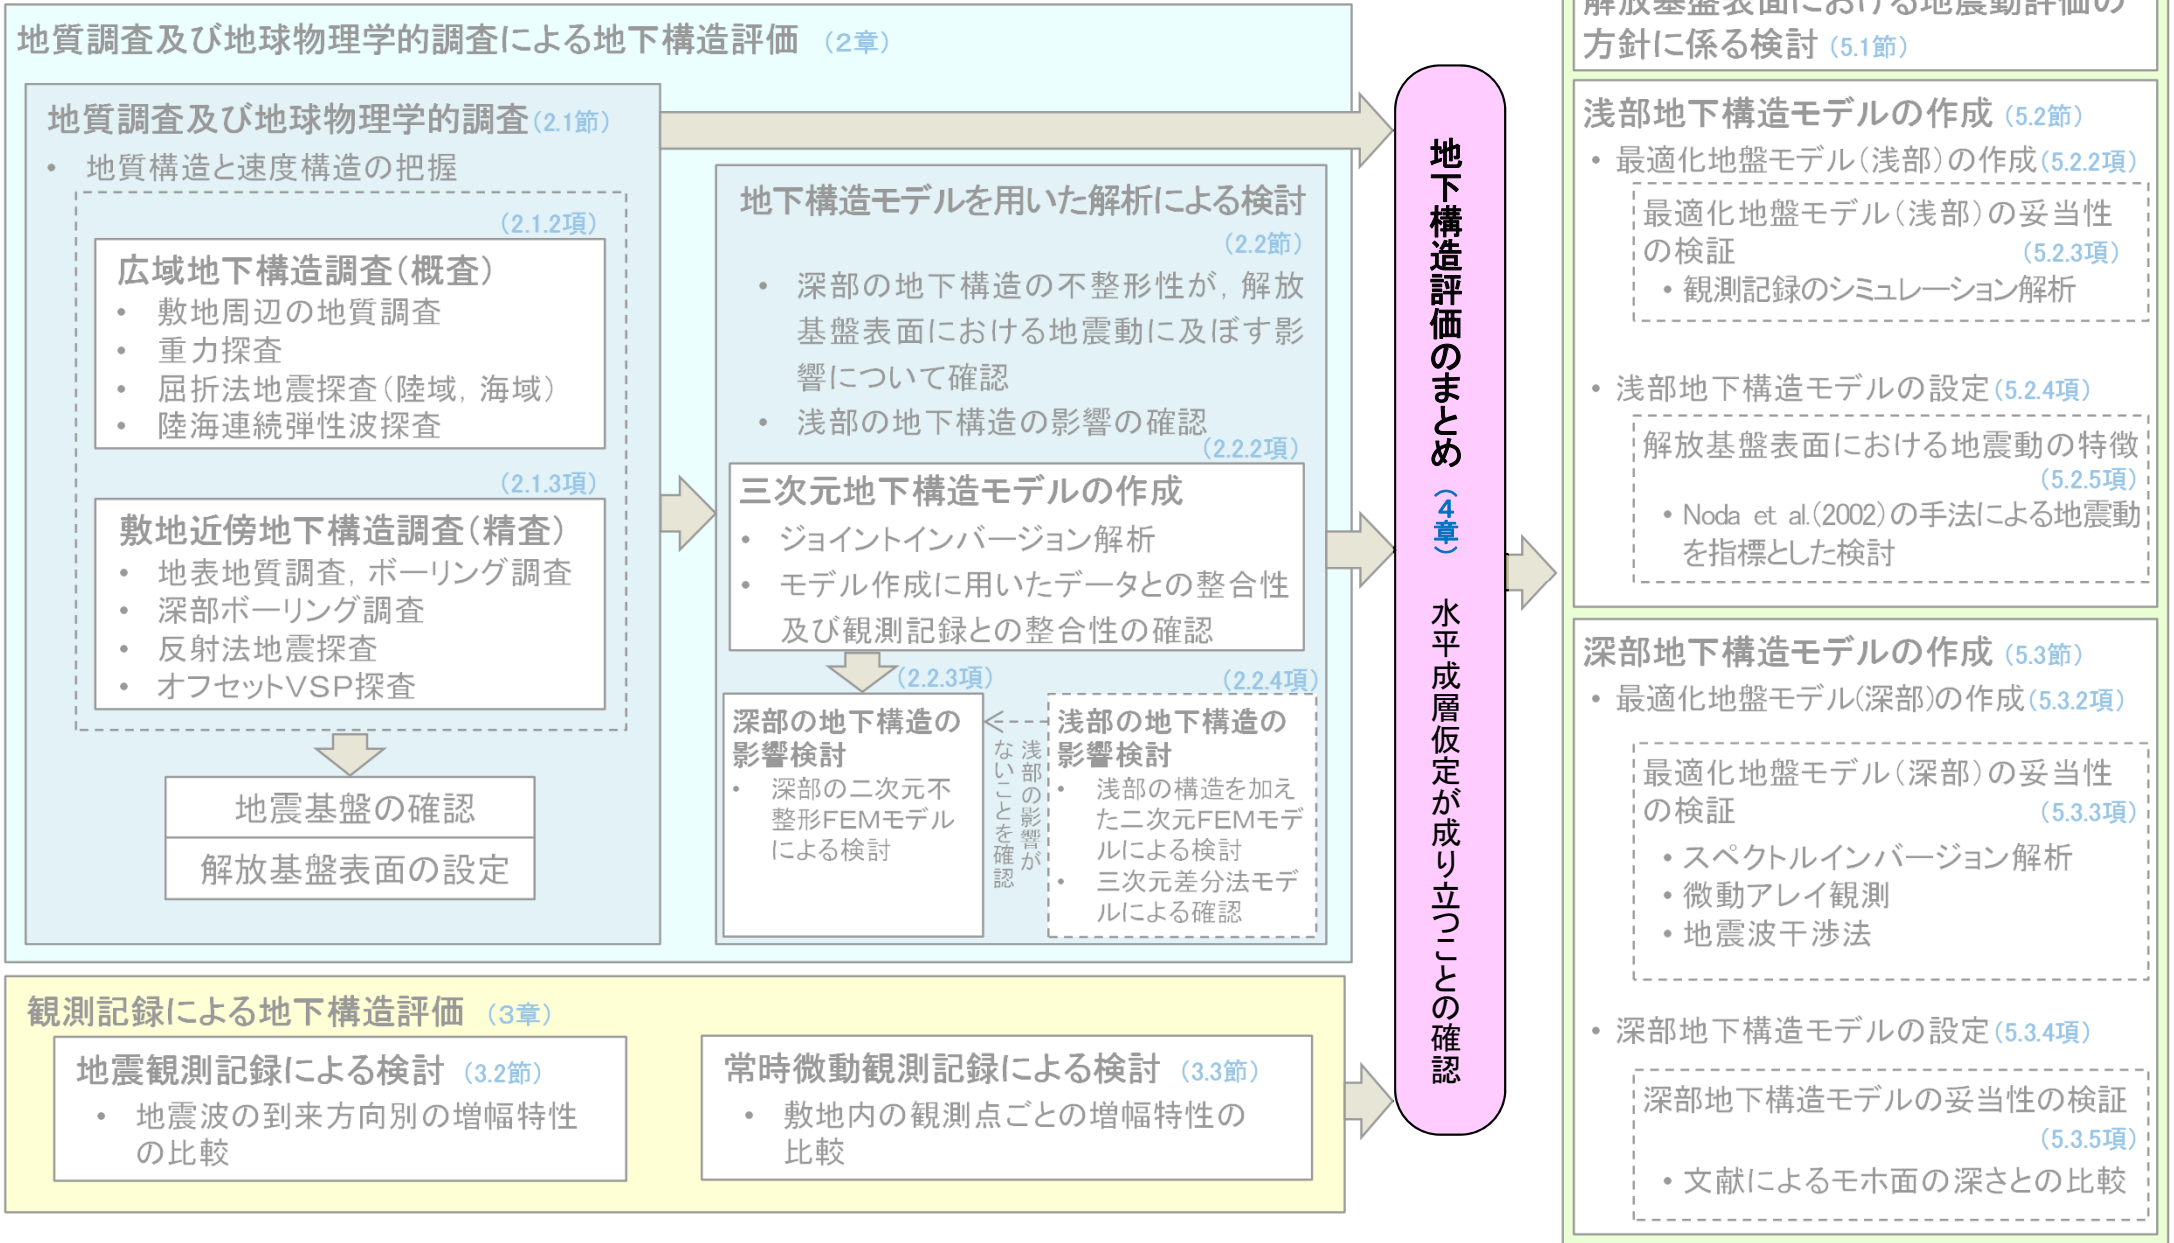 地質調査及び地球物理学的調査による地下構造評価 （2章）
地質調査及び地球物理学的調査(2.1節)
• 地質構造と速度構造の把握
(2.1.2項)
広域地下構造調査（概査）
• 敷地周辺の地質調査
• 重力探査
• 屈折法地震探査（陸域，海域）
• 陸海連続弾性波探査
(2.1.3項)
敷地近傍地下構造調査（精査）
• 地表地質調査，ボーリング調査
• 深部ボーリング調査
• 反射法地震探査
• オフセットVSP探査
地震基盤の確認
解放基盤表面の設定
地下構造モデルを用いた解析による検討
(2.2節)
• 深部の地下構造の不整形性が，解放
基盤表面における地震動に及ぼす影
響について確認
• 浅部の地下構造の影響の確認
(2.2.2項)
三次元地下構造モデルの作成
• ジョイントインバージョン解析
• モデル作成に用いたデータとの整合性
及び観測記録との整合性の確認
(2.2.3項)
深部の地下構造の
影響検討
• 深部の二次元不
整形FEMモデル
による検討
浅部の影響が
ないことを確認
(2.2.4項)
浅部の地下構造の
影響検討
• 浅部の構造を加え
た二次元FEMモデ
ルによる検討
• 三次元差分法モデ
ルによる確認
観測記録による地下構造評価 （3章）
地震観測記録による検討 (3.2節)
• 地震波の到来方向別の増幅特性
の比較
常時微動観測記録による検討 (3.3節)
• 敷地内の観測点ごとの増幅特性の
比較
地下構造評価のまとめ（4章） 水平成層仮定が成り立つことの確認
解放基盤表面における地震動評価の
方針に係る検討 (5.1節)
浅部地下構造モデルの作成 (5.2節)
• 最適化地盤モデル（浅部）の作成(5.2.2項)
最適化地盤モデル（浅部）の妥当性
の検証 (5.2.3項)
• 観測記録のシミュレーション解析
• 浅部地下構造モデルの設定(5.2.4項)
解放基盤表面における地震動の特徴
(5.2.5項)
• Noda et al.(2002)の手法による地震動
を指標とした検討
深部地下構造モデルの作成 (5.3節)
• 最適化地盤モデル(深部)の作成(5.3.2項)
最適化地盤モデル（深部）の妥当性
の検証 (5.3.3項)
• スペクトルインバージョン解析
• 微動アレイ観測
• 地震波干渉法
• 深部地下構造モデルの設定(5.3.4項)
深部地下構造モデルの妥当性の検証
(5.3.5項)
• 文献によるモホ面の深さとの比較